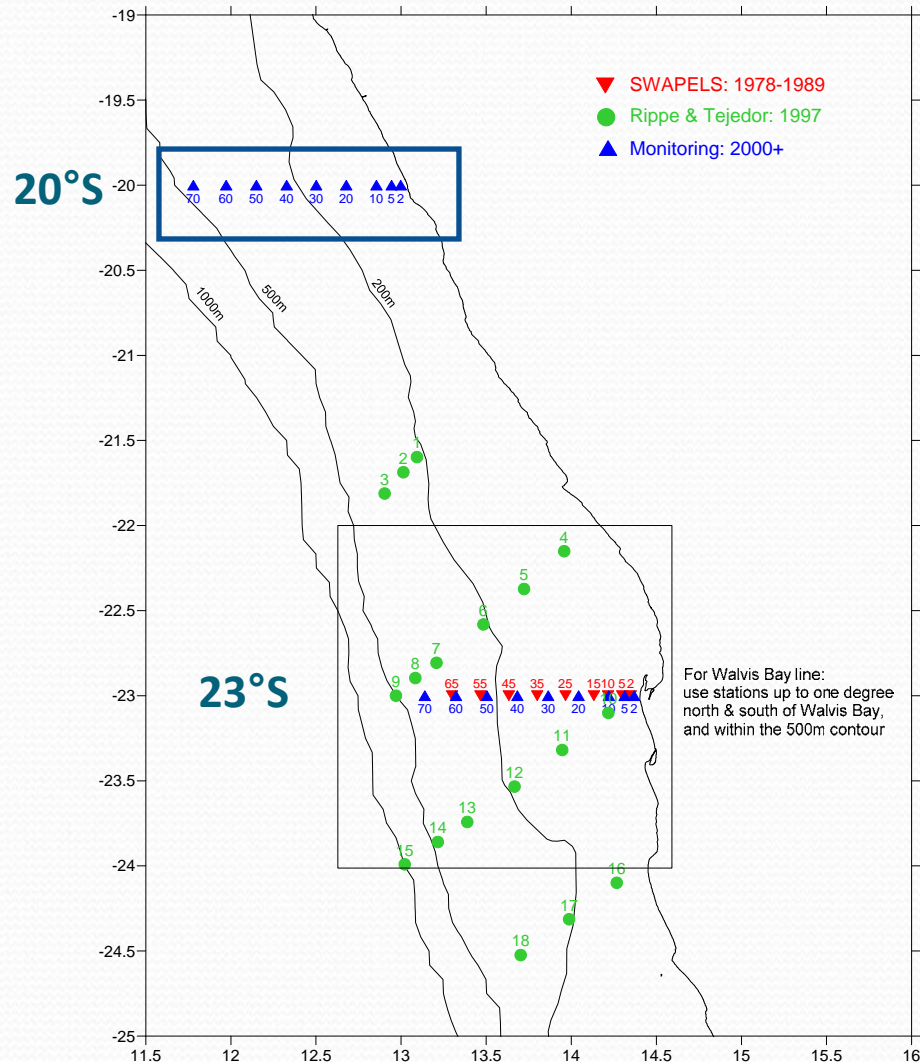 -19
-19.5
-20
-20.5
-21
-21.5
-22
-22.5
-23
-23.5
-24
-24.5
-25
11.5
12
12.5
13
13.5
14
14.5
15
15
SWAPELS: 1978-1989
Rippe & Tejedor: 1997
Monitoring: 2000+
20°S
70 60 50 40 30 20 10 5 2
1000m
500m
200m
1
2
3
4
5
6
7
8
9
23°S
65 55 45 35 25 15 10 5 2
70 60 50 40 30 20 10 5 2
For Walvis Bay line:
use stations up to one degree
north & south of Walvis Bay,
and within the 500m contour
11
12
13
14
15
16
17
18